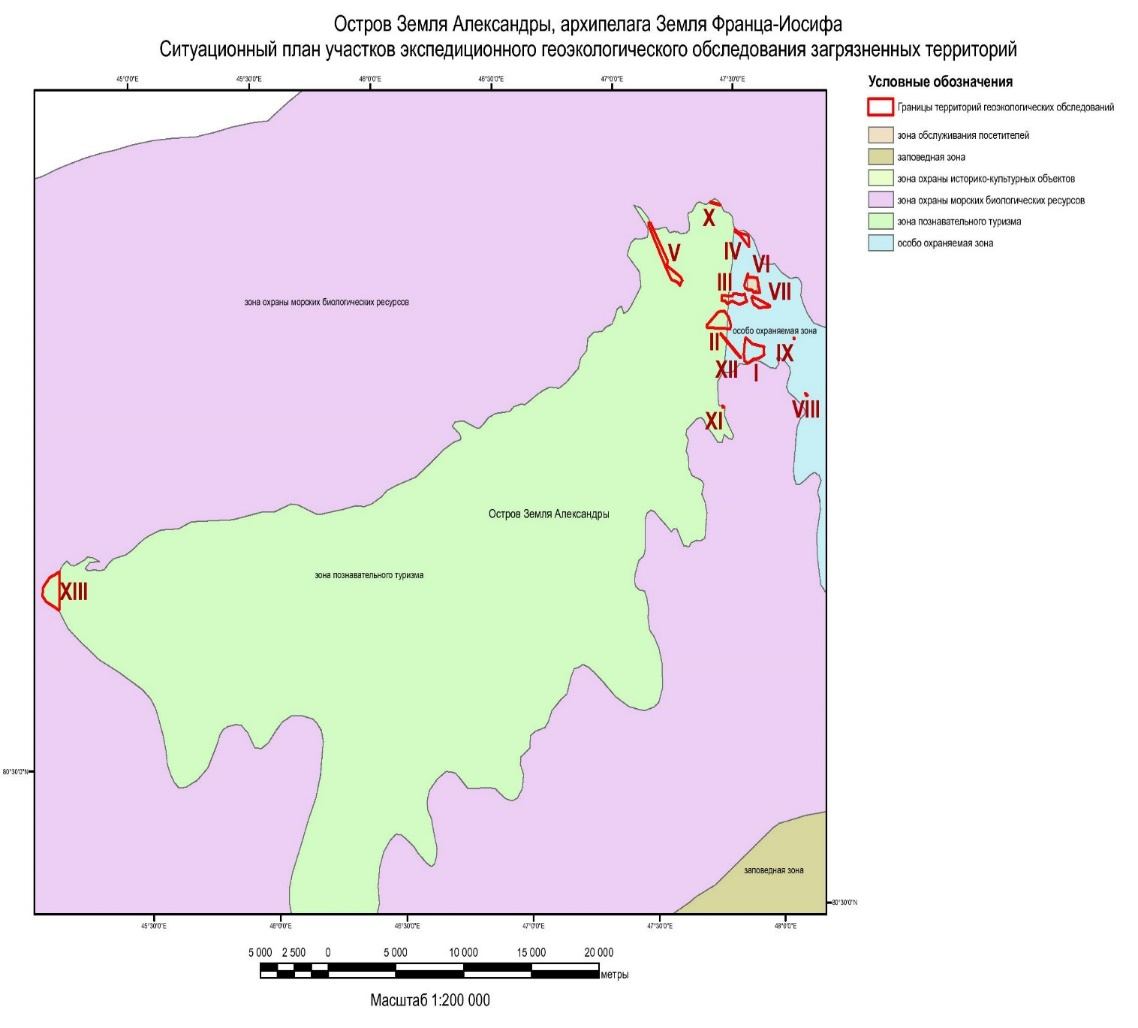 Остров Земля Александры, архипелага Земля Франца-Иосифа
Ситуационный план участков экспедиционного геоэкологического обследования загрязненных территорий
45°0'0"E 45°30'0"E 46°0'0"E 46°30'0"E 47°0'0"E 47°30'0"E
Условные обозначения
Границы территорий геоэкологических обследований
зона обслуживания посетителей
заповедная зона
зона охраны историко-культурных объектов
зона охраны морских биологических ресурсов
зона познавательного туризма
особо охраняемая зона
X
V
IV
VI
III
VII
зона охраны морских биологических ресурсов
особо охраняемая зона
II
IX
XII
I
VIII
XI
Остров Земля Александры
зона познавательного туризма
XIII
80°30'0"N
заповедная зона
80°30'0"N
45°30'0"E 46°0'0"E 46°30'0"E 47°0'0"E 47°30'0"E 48°0'0"E
5 000 2 500 0 5 000 10 000 15 000 20 000
метры
Масштаб 1:200 000